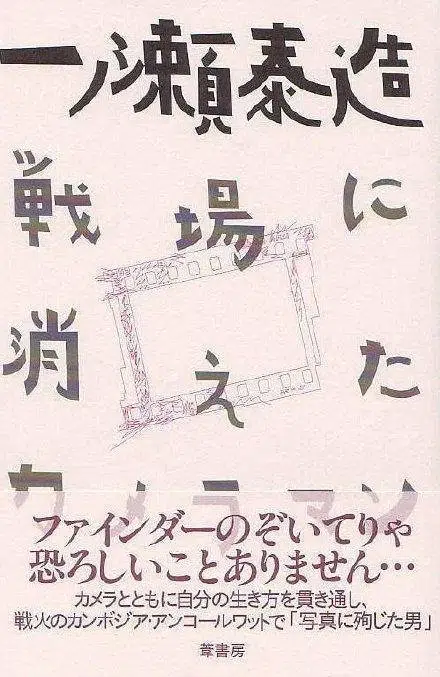 一ノ瀬泰造
戦場に
消えた
カメラマン
ファインダーのぞいてりゃ
恐ろしいことありません…
カメラとともに自分の生き方を貫き通し、
戦火のカンボジア・アンコールワットで「写真に殉じた男」
葦書房